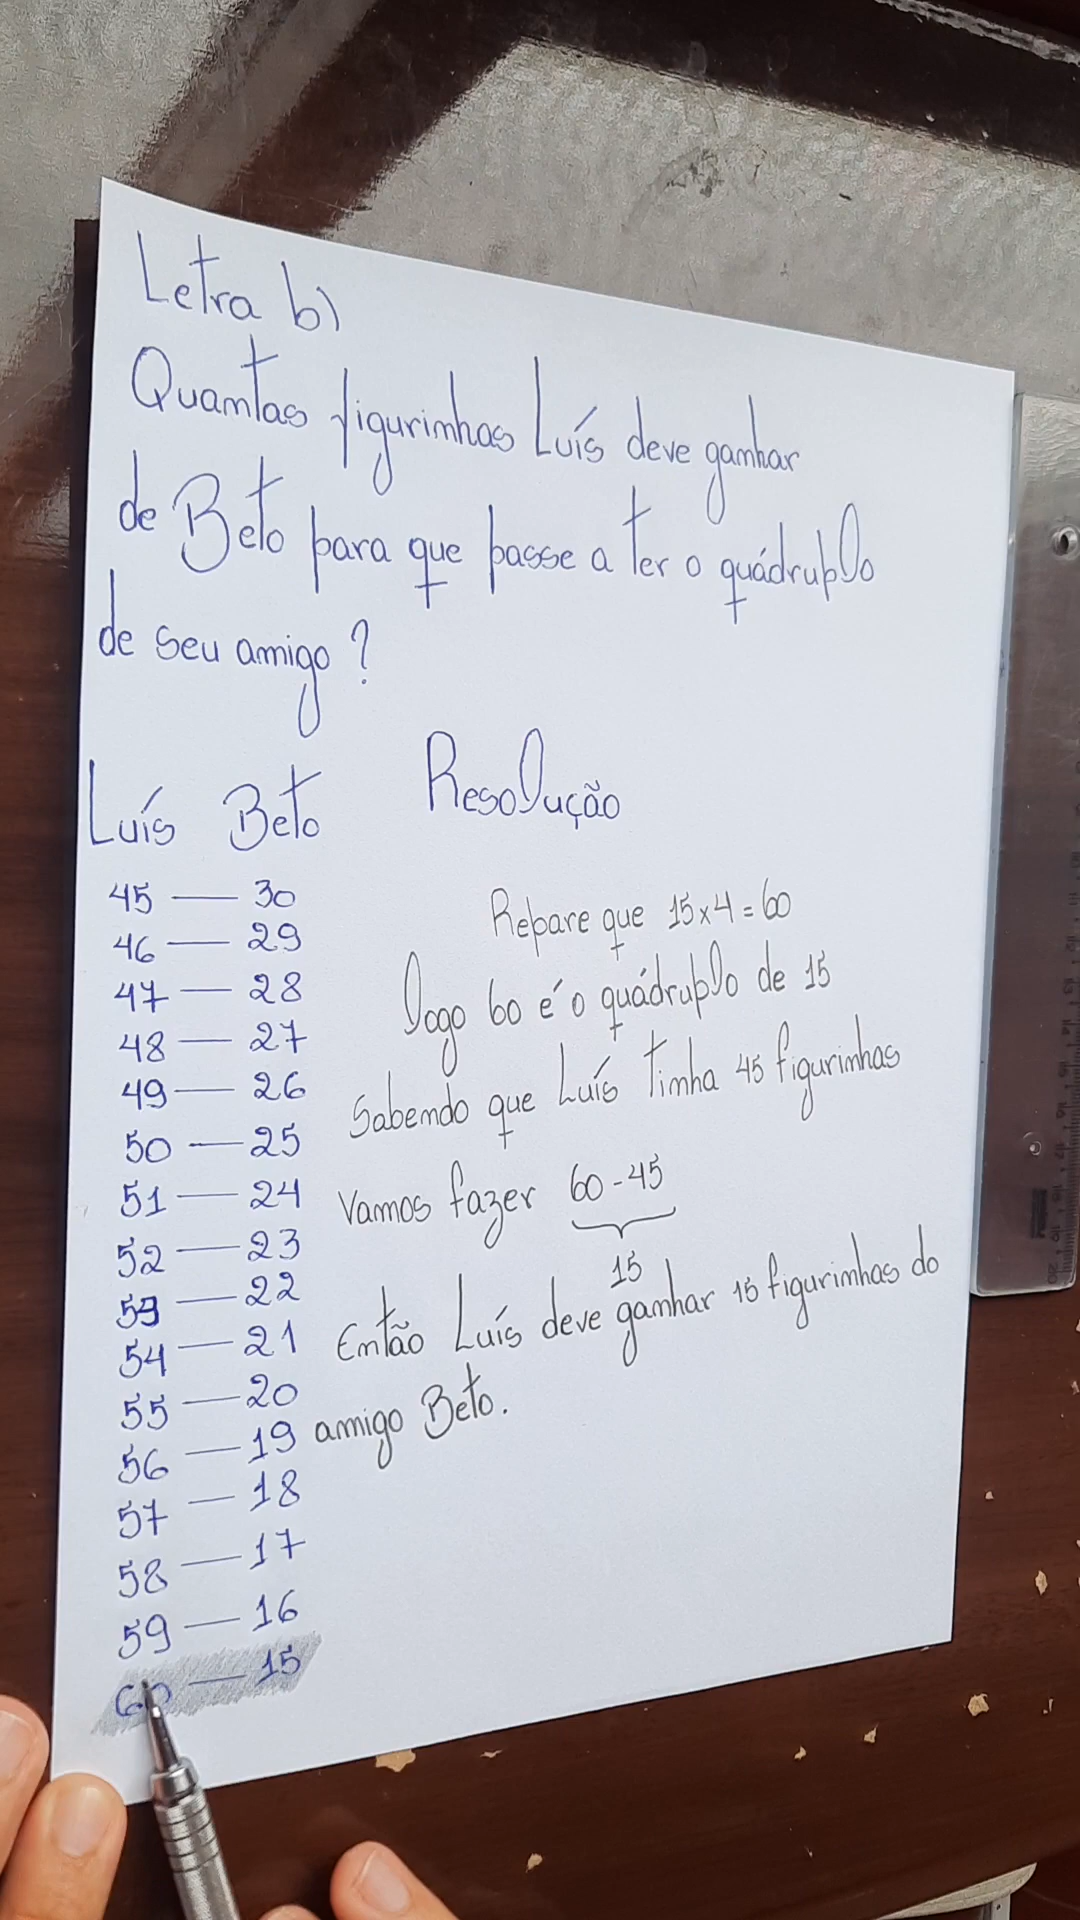 Letra b)
Quantas figurinhas Luís deve ganhar
de Beto para que passe a ter o quádruplo
de seu amigo?
Luís Beto
45 — 30
46 — 29
47 — 28
48 — 27
49 — 26
50 — 25
51 — 24
52 — 23
53 — 22
54 — 21
55 — 20
56 — 19
57 — 18
58 — 17
59 — 16
60 — 15
Resolução
Repare que 15x4=60
logo 60 é o quádruplo de 15
Sabendo que Luís tinha 45 figurinhas
Vamos fazer 60-45
15
Então Luís deve ganhar 15 figurinhas do
amigo Beto.